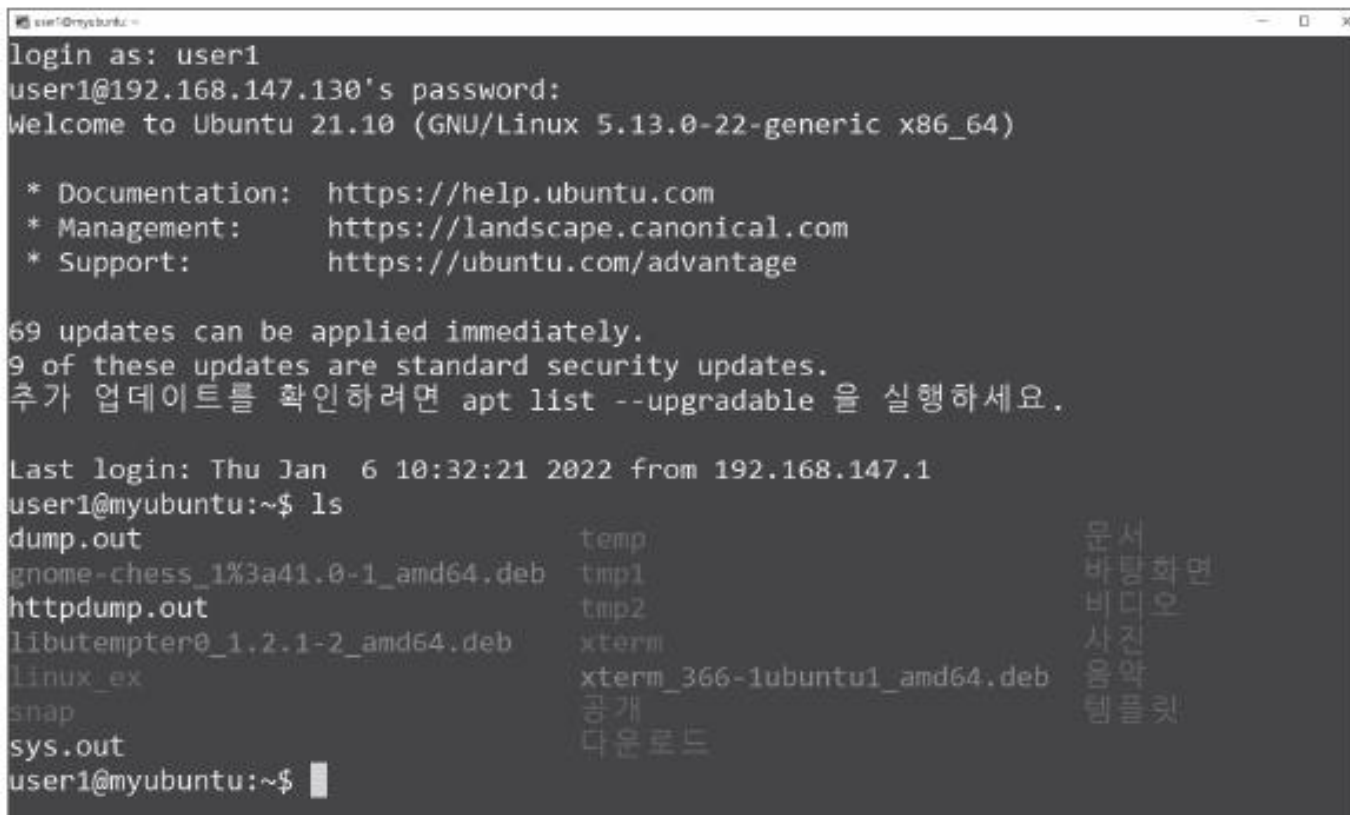 user1@myubuntu: ~
login as: user1
user1@192.168.147.130's password:
Welcome to Ubuntu 21.10 (GNU/Linux 5.13.0-22-generic x86_64)
* Documentation: https://help.ubuntu.com
* Management: https://landscape.canonical.com
* Support: https://ubuntu.com/advantage
69 updates can be applied immediately.
9 of these updates are standard security updates.
추가 업데이트를 확인하려면 apt list --upgradable 을 실행하세요.
Last login: Thu Jan  6 10:32:21 2022 from 192.168.147.1
user1@myubuntu:~$ ls
dump.out temp 문서
gnome-chess_1%3a41.0-1_amd64.deb tmp1 바탕화면
httpdump.out tmp2 비디오
libutempter0_1.2.1-2_amd64.deb xterm 사진
linux_ex xterm_366-1ubuntu1_amd64.deb 음악
snap 공개 템플릿
sys.out 다운로드
user1@myubuntu:~$